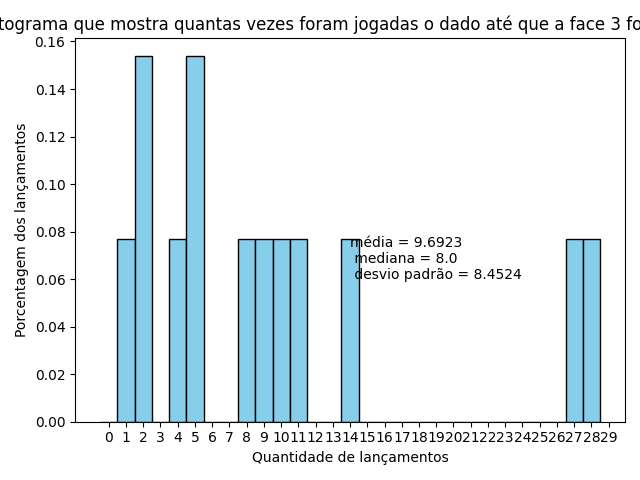 tograma que mostra quantas vezes foram jogadas o dado até que a face 3 fo
0.16
0.14
0.12
0.10
0.08
0.06
0.04
0.02
0.00
Porcentagem dos lançamentos
média = 9.6923
mediana = 8.0
desvio padrão = 8.4524
0 1 2 3 4 5 6 7 8 9 10 11 12 13 14 15 16 17 18 19 20 21 22 23 24 25 26 27 28 29
Quantidade de lançamentos